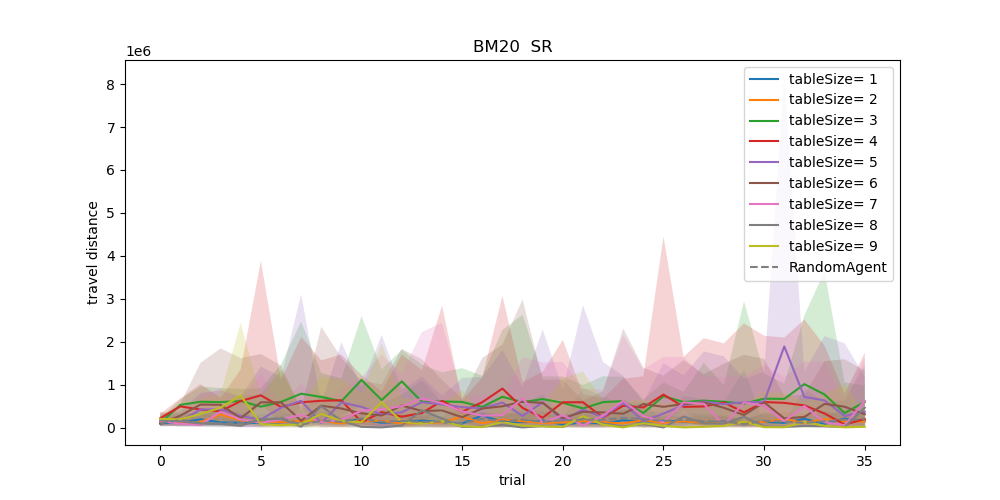 BM20  SR
1e6
8
7
6
5
4
3
2
1
0
travel distance
0 5 10 15 20 25 30 35
trial
tableSize= 1
tableSize= 2
tableSize= 3
tableSize= 4
tableSize= 5
tableSize= 6
tableSize= 7
tableSize= 8
tableSize= 9
RandomAgent